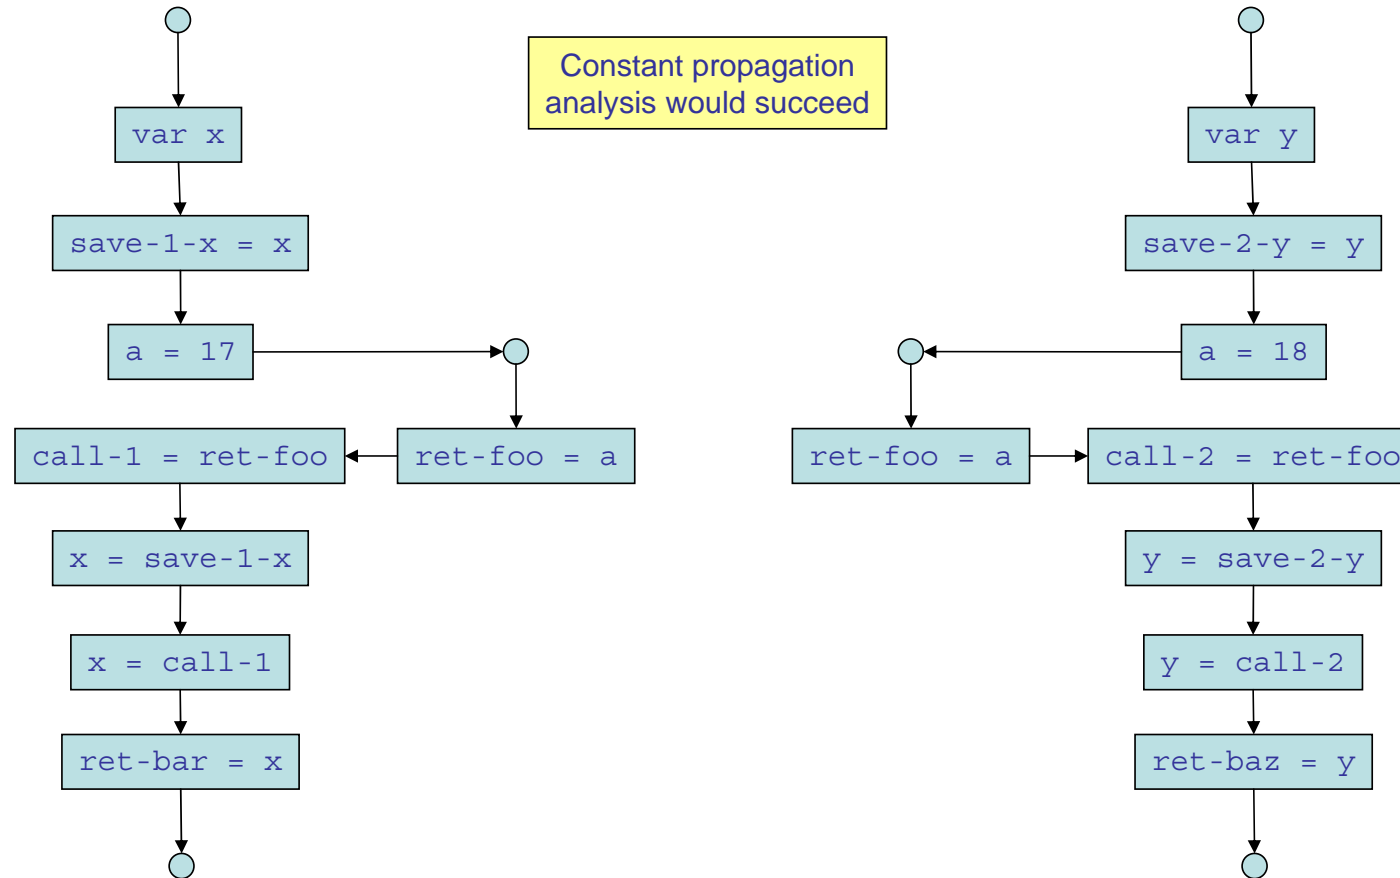 Constant propagation
analysis would succeed
var x
save-1-x = x
a = 17
call-1 = ret-foo
ret-foo = a
x = save-1-x
x = call-1
ret-bar = x
var y
save-2-y = y
a = 18
ret-foo = a
call-2 = ret-foo
y = save-2-y
y = call-2
ret-baz = y